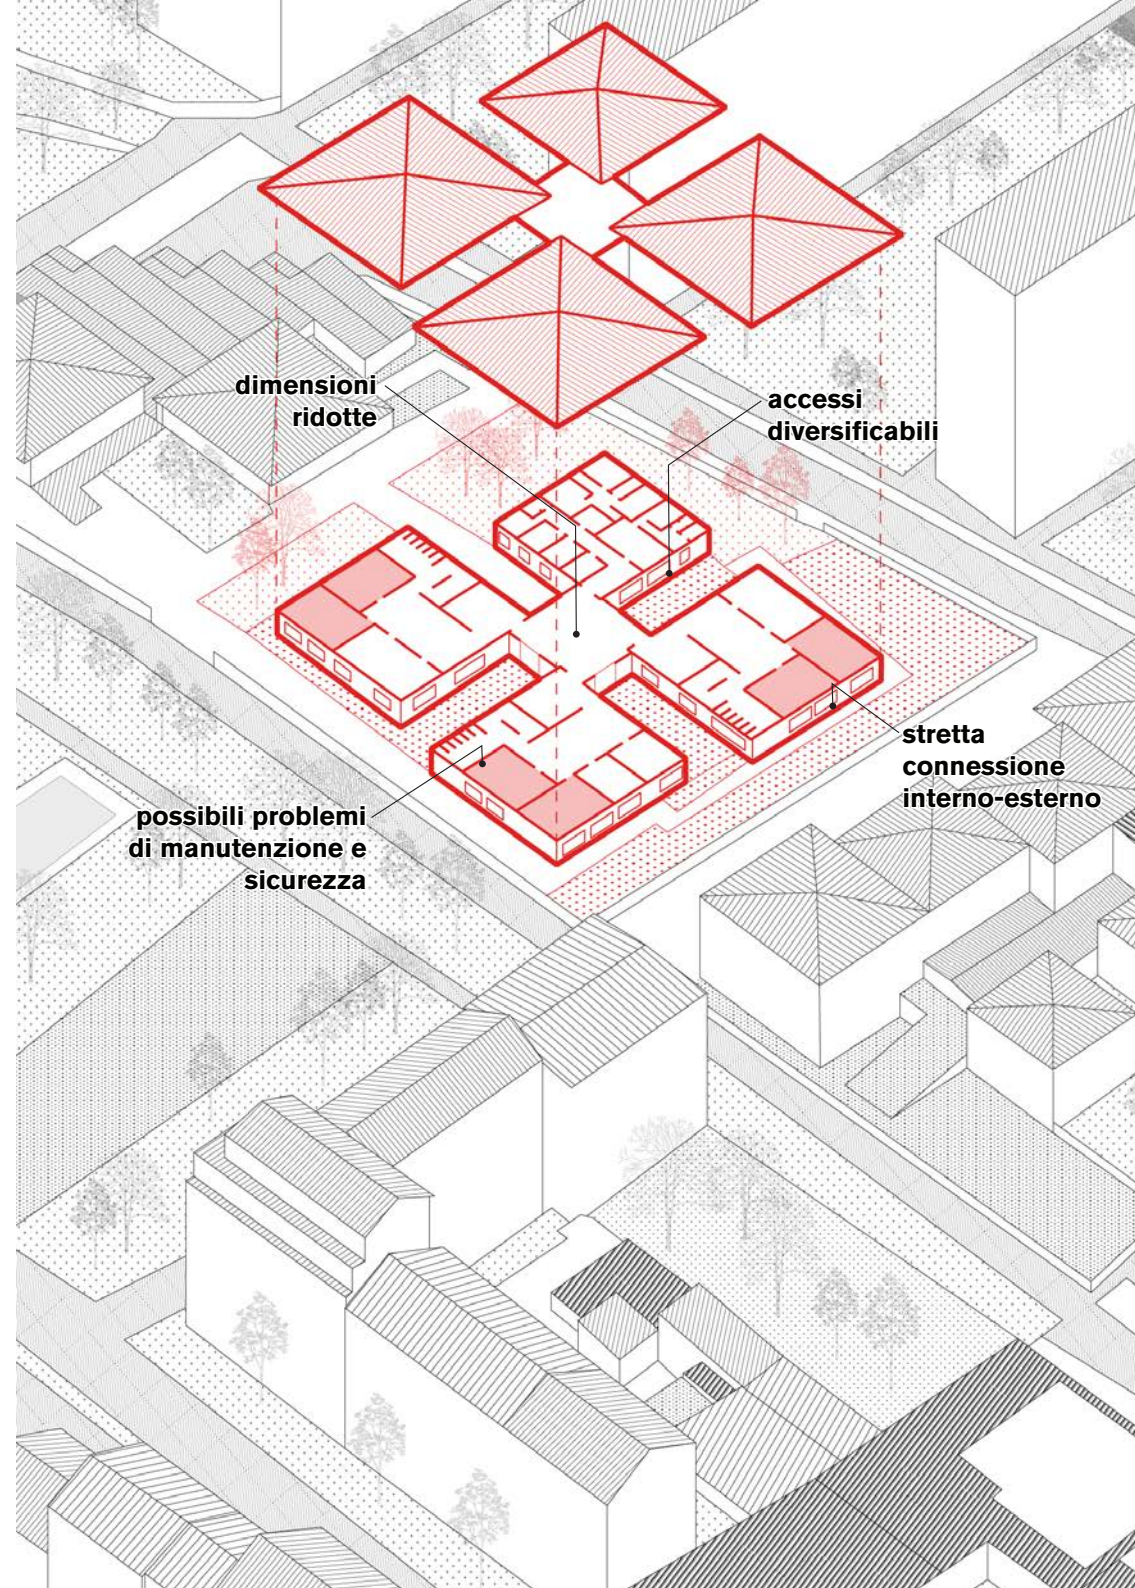 dimensioni
ridotte
accessi
diversificabili
stretta
connessione
interno-esterno
possibili problemi
di manutenzione e
sicurezza